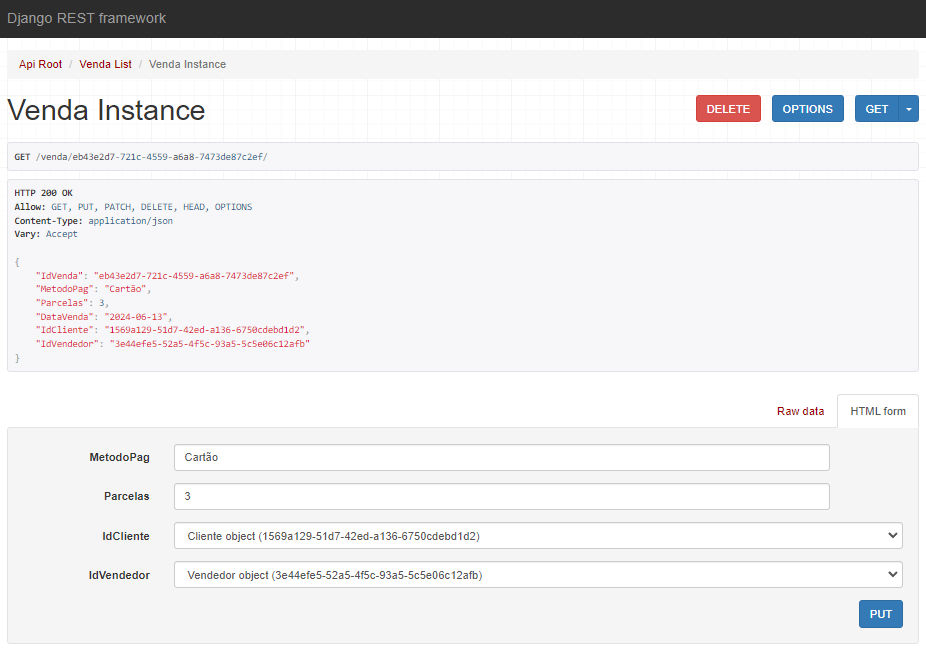 Django REST framework
Api Root / Venda List / Venda Instance
Venda Instance
DELETE
OPTIONS
GET
GET /venda/eb43e2d7-721c-4559-a6a8-7473de87c2ef/
HTTP 200 OK
Allow: GET, PUT, PATCH, DELETE, HEAD, OPTIONS
Content-Type: application/json
Vary: Accept
{
    "IdVenda": "eb43e2d7-721c-4559-a6a8-7473de87c2ef",
    "MetodoPag": "Cartão",
    "Parcelas": 3,
    "DataVenda": "2024-06-13",
    "IdCliente": "1569a129-51d7-42ed-a136-6750cdebd1d2",
    "IdVendedor": "3e44efe5-52a5-4f5c-93a5-5c5e06c12afb"
}
Raw data
HTML form
MetodoPag Cartão
Parcelas 3
IdCliente Cliente object (1569a129-51d7-42ed-a136-6750cdebd1d2)
IdVendedor Vendedor object (3e44efe5-52a5-4f5c-93a5-5c5e06c12afb)
PUT